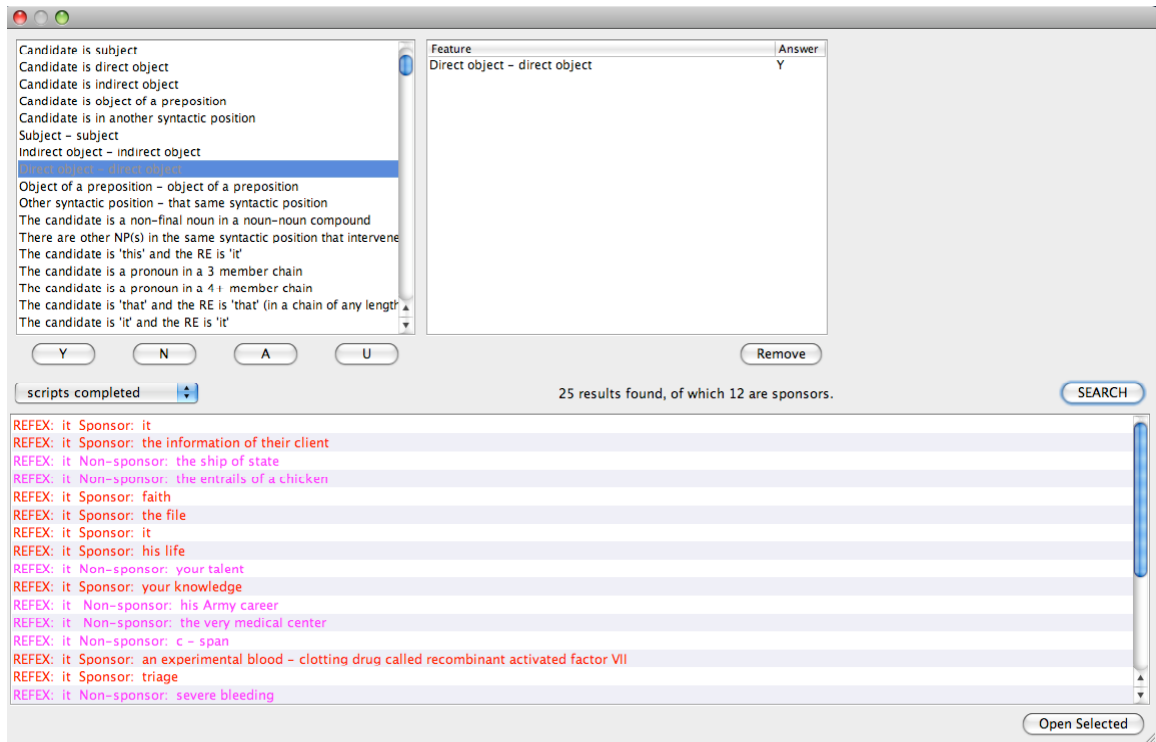 Candidate is subject
Candidate is direct object
Candidate is indirect object
Candidate is object of a preposition
Candidate is in another syntactic position
Subject – subject
Indirect object – indirect object
Direct object – direct object
Object of a preposition – object of a preposition
Other syntactic position – that same syntactic position
The candidate is a non-final noun in a noun-noun compound
There are other NP(s) in the same syntactic position that intervene
The candidate is 'this' and the RE is 'it'
The candidate is a pronoun in a 3 member chain
The candidate is a pronoun in a 4+ member chain
The candidate is 'that' and the RE is 'that' (in a chain of any length
The candidate is 'it' and the RE is 'it'
Feature Answer
Direct object – direct object Y
Y N A U Remove
scripts completed 25 results found, of which 12 are sponsors. SEARCH
REFEX: it Sponsor: it
REFEX: it Sponsor: the information of their client
REFEX: it Non-sponsor: the ship of state
REFEX: it Non-sponsor: the entrails of a chicken
REFEX: it Sponsor: faith
REFEX: it Sponsor: the file
REFEX: it Sponsor: it
REFEX: it Sponsor: his life
REFEX: it Non-sponsor: your talent
REFEX: it Sponsor: your knowledge
REFEX: it Non-sponsor: his Army career
REFEX: it Non-sponsor: the very medical center
REFEX: it Non-sponsor: c - span
REFEX: it Sponsor: an experimental blood - clotting drug called recombinant activated factor VII
REFEX: it Sponsor: triage
REFEX: it Non-sponsor: severe bleeding
Open Selected